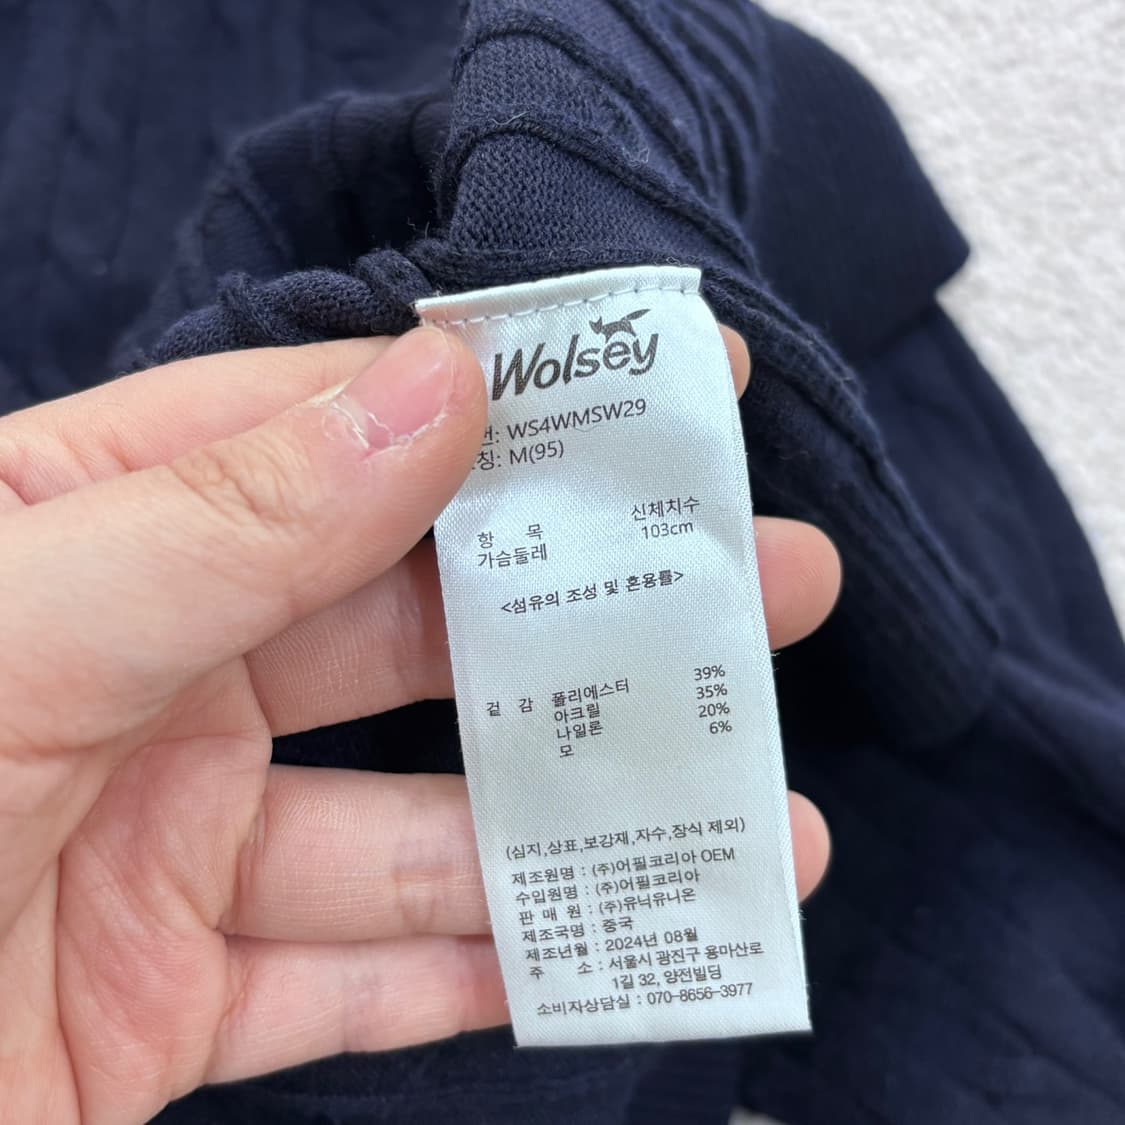 Wolsey
번: WS4WMSW29
칭: M(95)
항 목 신체치수
가슴둘레 103cm
<섬유의 조성 및 혼용률>
겉 감 폴리에스터 39%
아크릴 35%
나일론 20%
모 6%
(심지,상표,보강재,자수,장식 제외)
제조원명 : (주)어필코리아 OEM
수입원명 : (주)어필코리아
판 매 원 : (주)유닉유니온
제조국명 : 중국
제조년월 : 2024년 08월
주 소 : 서울시 광진구 용마산로
1길 32, 양전빌딩
소비자상담실 : 070-8656-3977